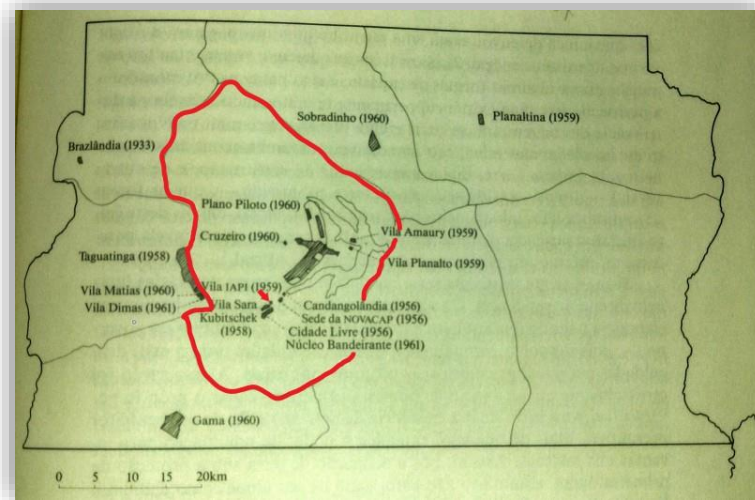 Sobradinho (1960)
Planaltina (1959)
Brazlândia (1933)
Plano Piloto (1960)
Cruzeiro (1960)
Vila Amaury (1959)
Taguatinga (1958)
Vila Planalto (1959)
Vila Matias (1960)
Vila IAPI (1959)
Vila Dimas (1961)
Vila Sara
Kubitschek
(1958)
Candangolândia (1956)
Sede da NOVACAP (1956)
Cidade Livre (1956)
Núcleo Bandeirante (1961)
Gama (1960)
0 5 10 15 20km